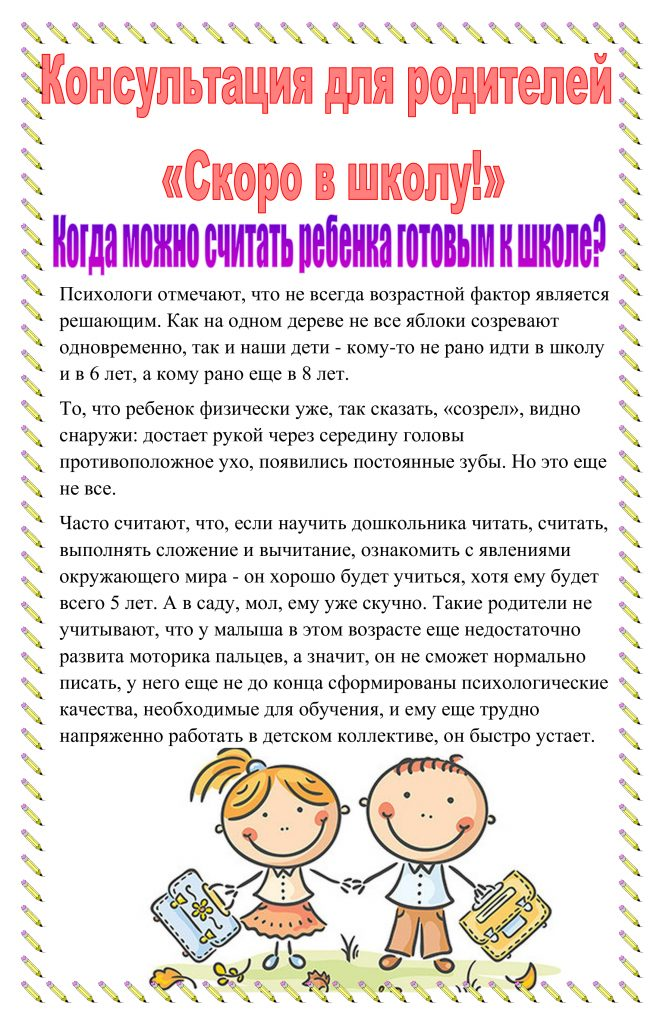 Консультация для родителей
«Скоро в школу!»
Когда можно считать ребенка готовым к школе?
Психологи отмечают, что не всегда возрастной фактор является
решающим. Как на одном дереве не все яблоки созревают
одновременно, так и наши дети - кому-то не рано идти в школу
и в 6 лет, а кому рано еще в 8 лет.
То, что ребенок физически уже, так сказать, «созрел», видно
снаружи: достает рукой через середину головы
противоположное ухо, появились постоянные зубы. Но это еще
не все.
Часто считают, что, если научить дошкольника читать, считать,
выполнять сложение и вычитание, ознакомить с явлениями
окружающего мира - он хорошо будет учиться, хотя ему будет
всего 5 лет. А в саду, мол, ему уже скучно. Такие родители не
учитывают, что у малыша в этом возрасте еще недостаточно
развита моторика пальцев, а значит, он не сможет нормально
писать, у него еще не до конца сформированы психологические
качества, необходимые для обучения, и ему еще трудно
напряженно работать в детском коллективе, он быстро устает.